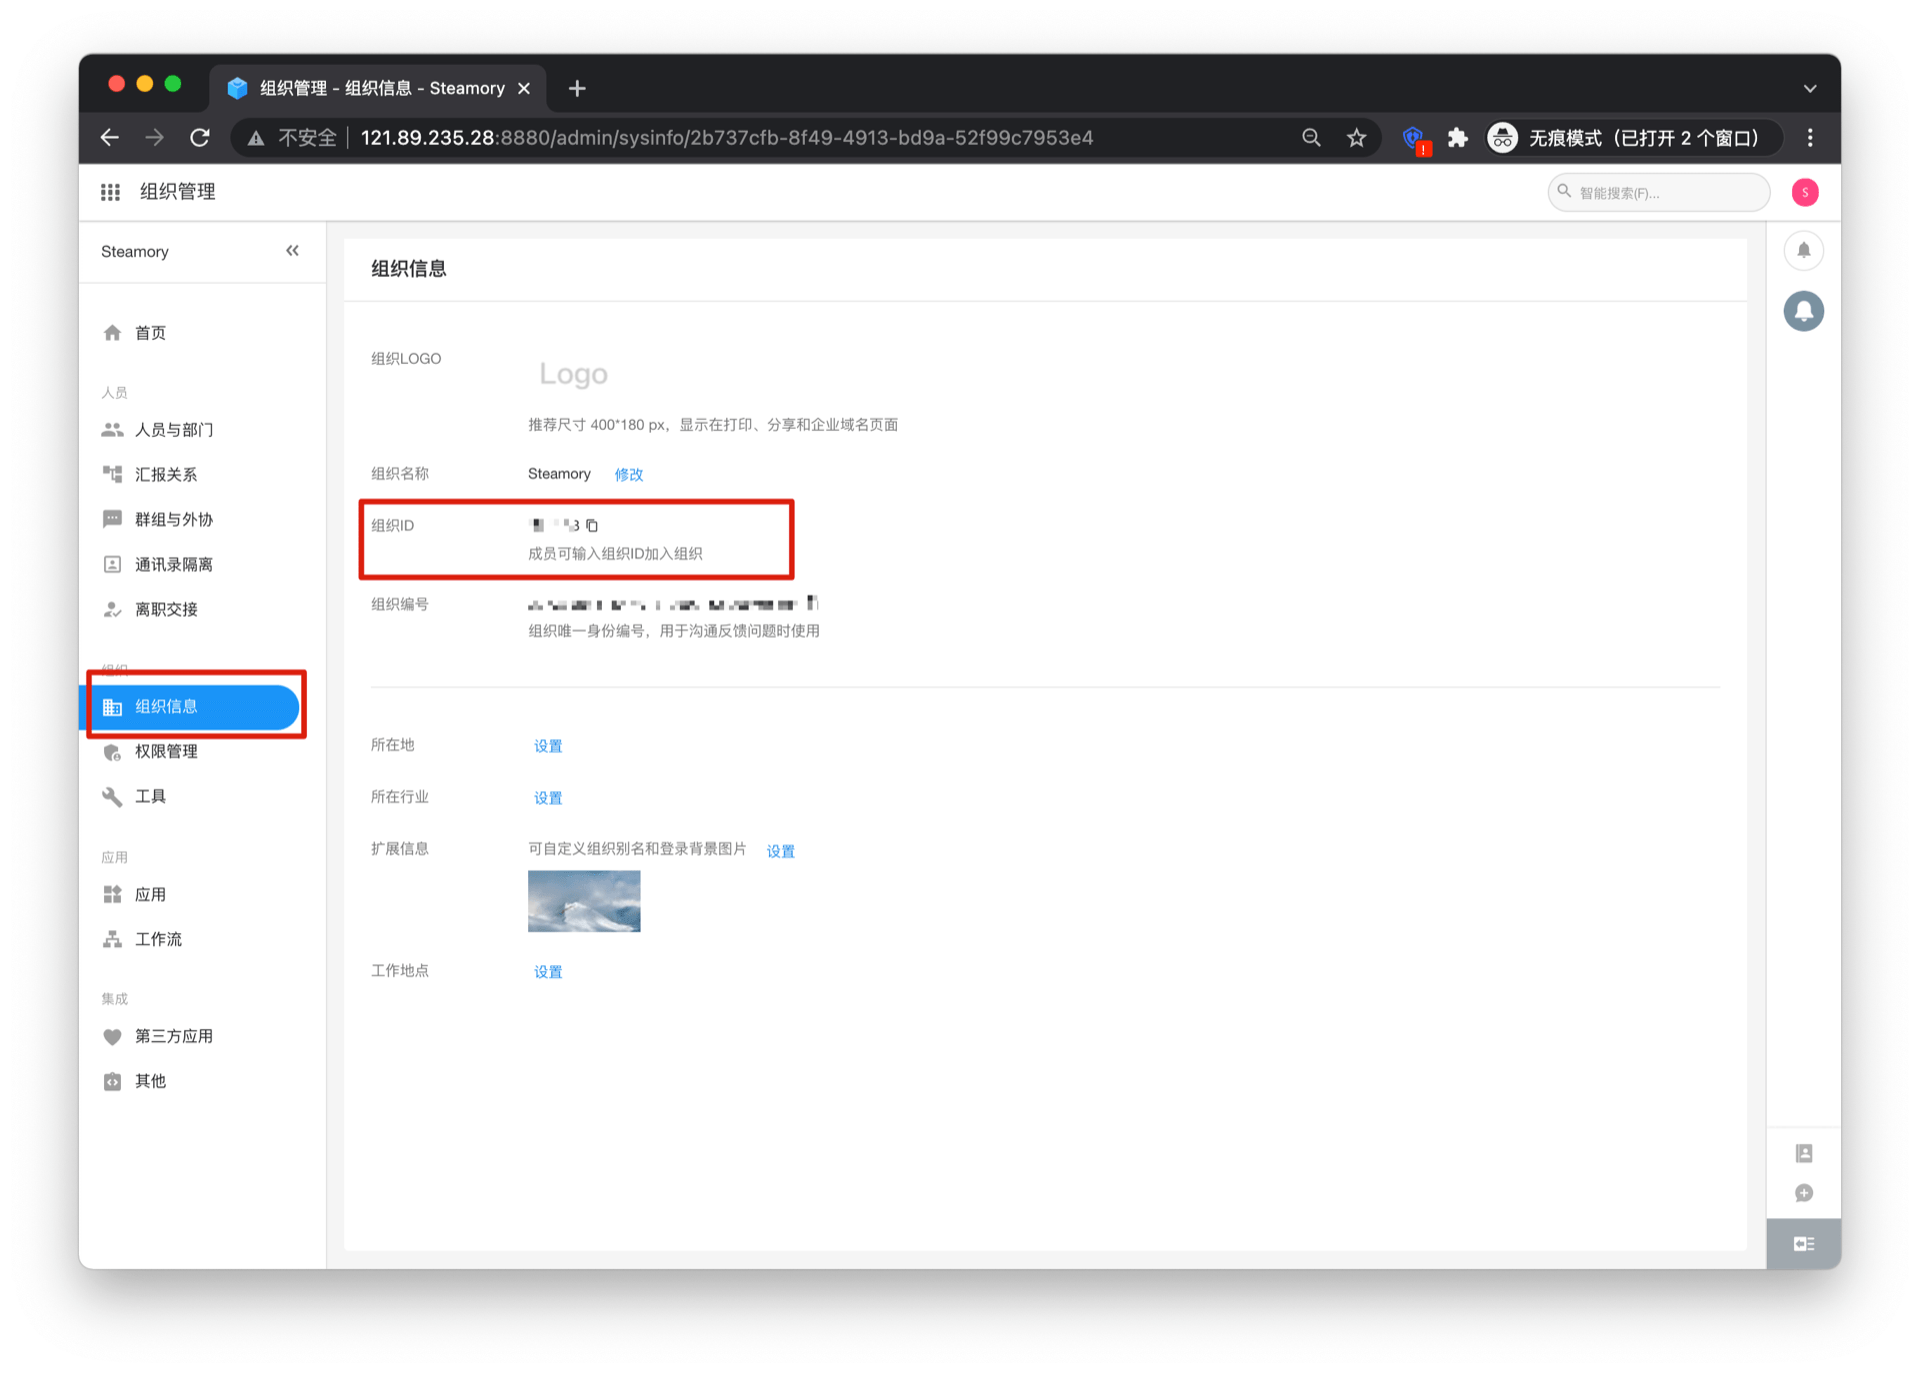 组织管理 - 组织信息 - Steamory
不安全 121.89.235.28:8880/admin/sysinfo/2b737cfb-8f49-4913-bd9a-52f99c7953e4
无痕模式（已打开 2 个窗口）
组织管理
智能搜索(F)...
S
Steamory
首页
人员
人员与部门
汇报关系
群组与外协
通讯录隔离
离职交接
组织
组织信息
权限管理
工具
应用
应用
工作流
集成
第三方应用
其他
组织信息
组织LOGO
Logo
推荐尺寸 400*180 px，显示在打印、分享和企业域名页面
组织名称 Steamory 修改
组织ID
成员可输入组织ID加入组织
组织编号
组织唯一身份编号，用于沟通反馈问题时使用
所在地 设置
所在行业 设置
扩展信息 可自定义组织别名和登录背景图片 设置
工作地点 设置